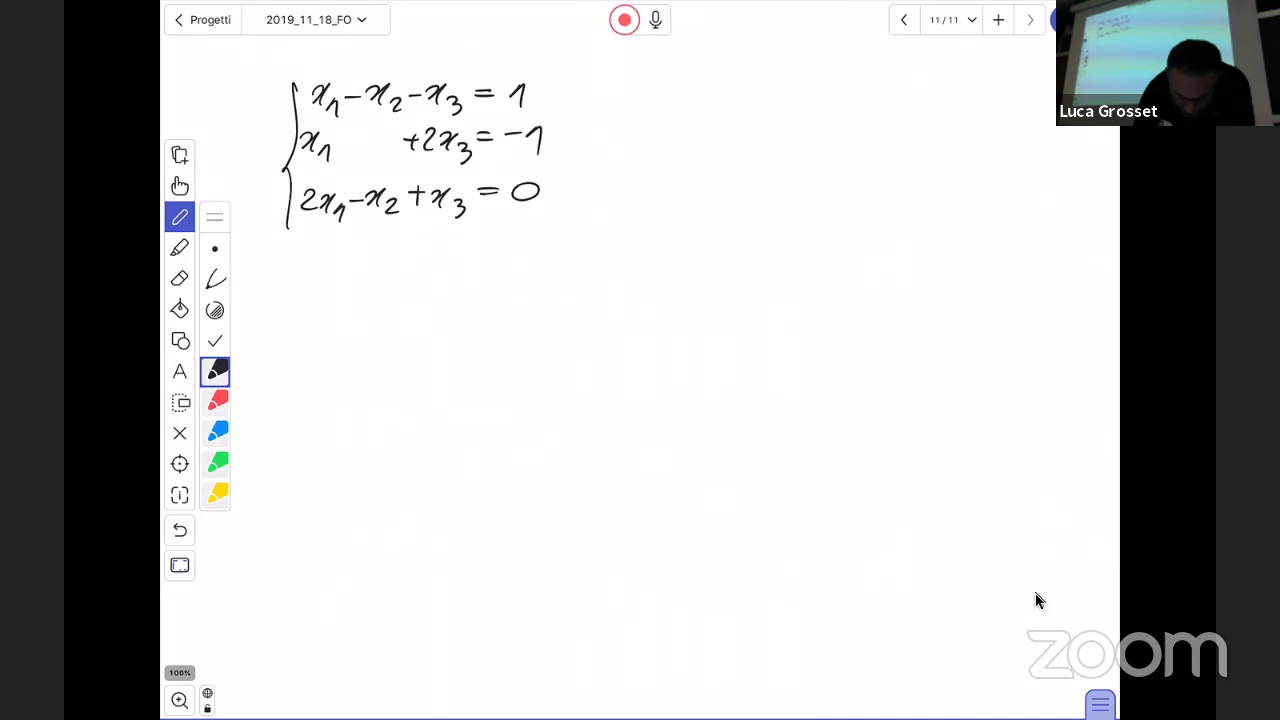 Progetti
2019_11_18_FO
11 / 11
Luca Grosset
x₁-x₂-x₃ = 1
x₁ +2x₃ = -1
2x₁-x₂+x₃ = 0
A
100%
zoom